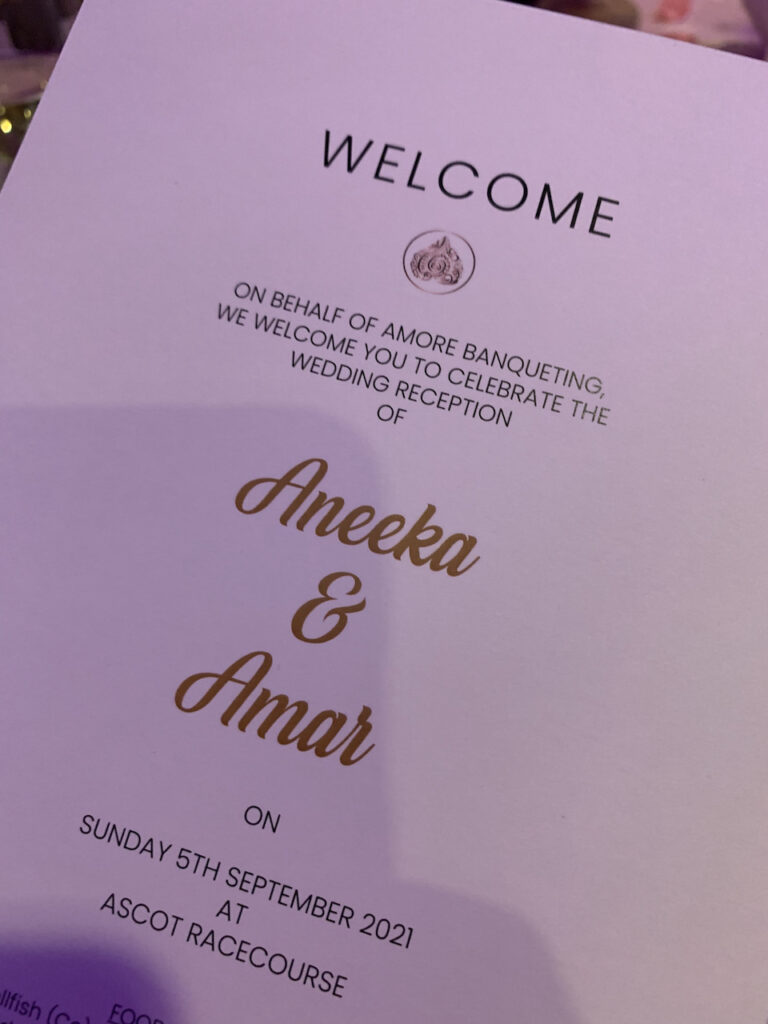 WELCOME
ON BEHALF OF AMORE BANQUETING,
WE WELCOME YOU TO CELEBRATE THE
WEDDING RECEPTION
OF
Aneeka
&
Amar
ON
SUNDAY 5TH SEPTEMBER 2021
AT
ASCOT RACECOURSE